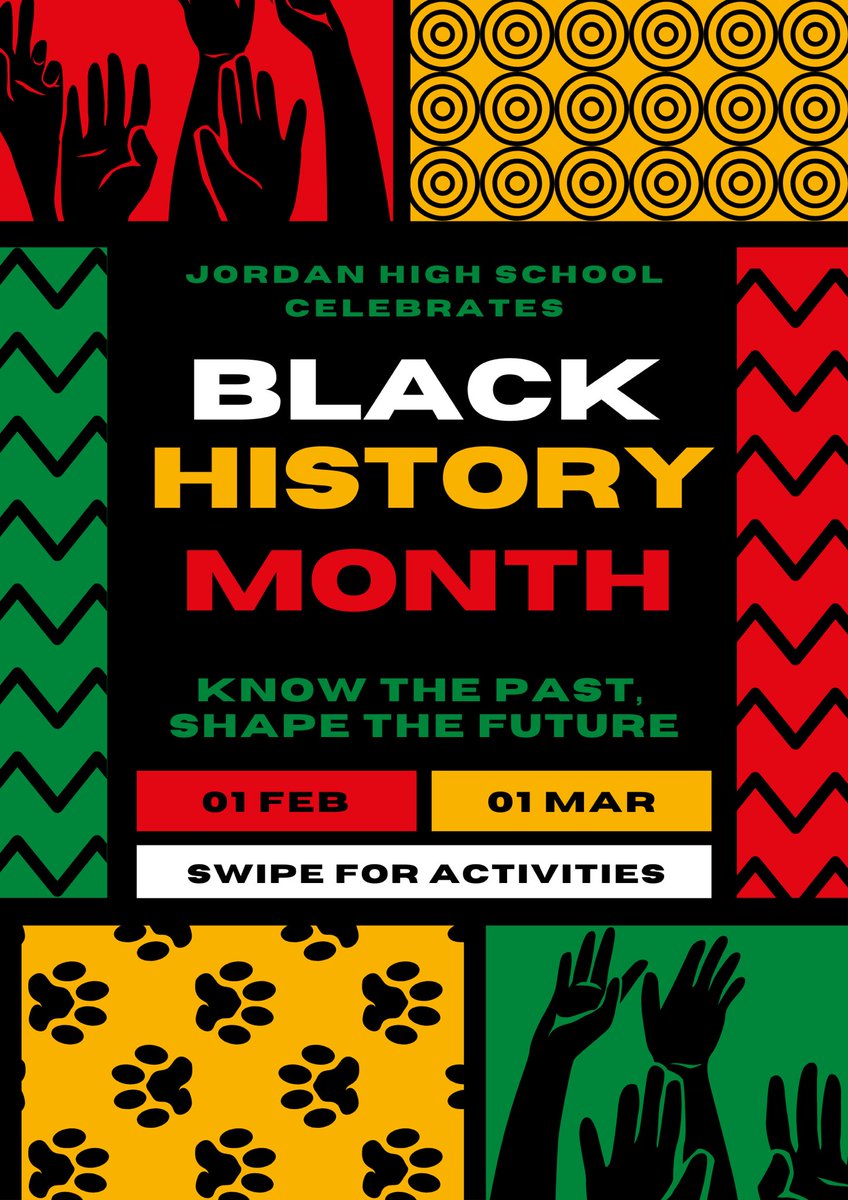 JORDAN HIGH SCHOOL
CELEBRATES
BLACK
HISTORY
MONTH
KNOW THE PAST,
SHAPE THE FUTURE
01 FEB
01 MAR
SWIPE FOR ACTIVITIES